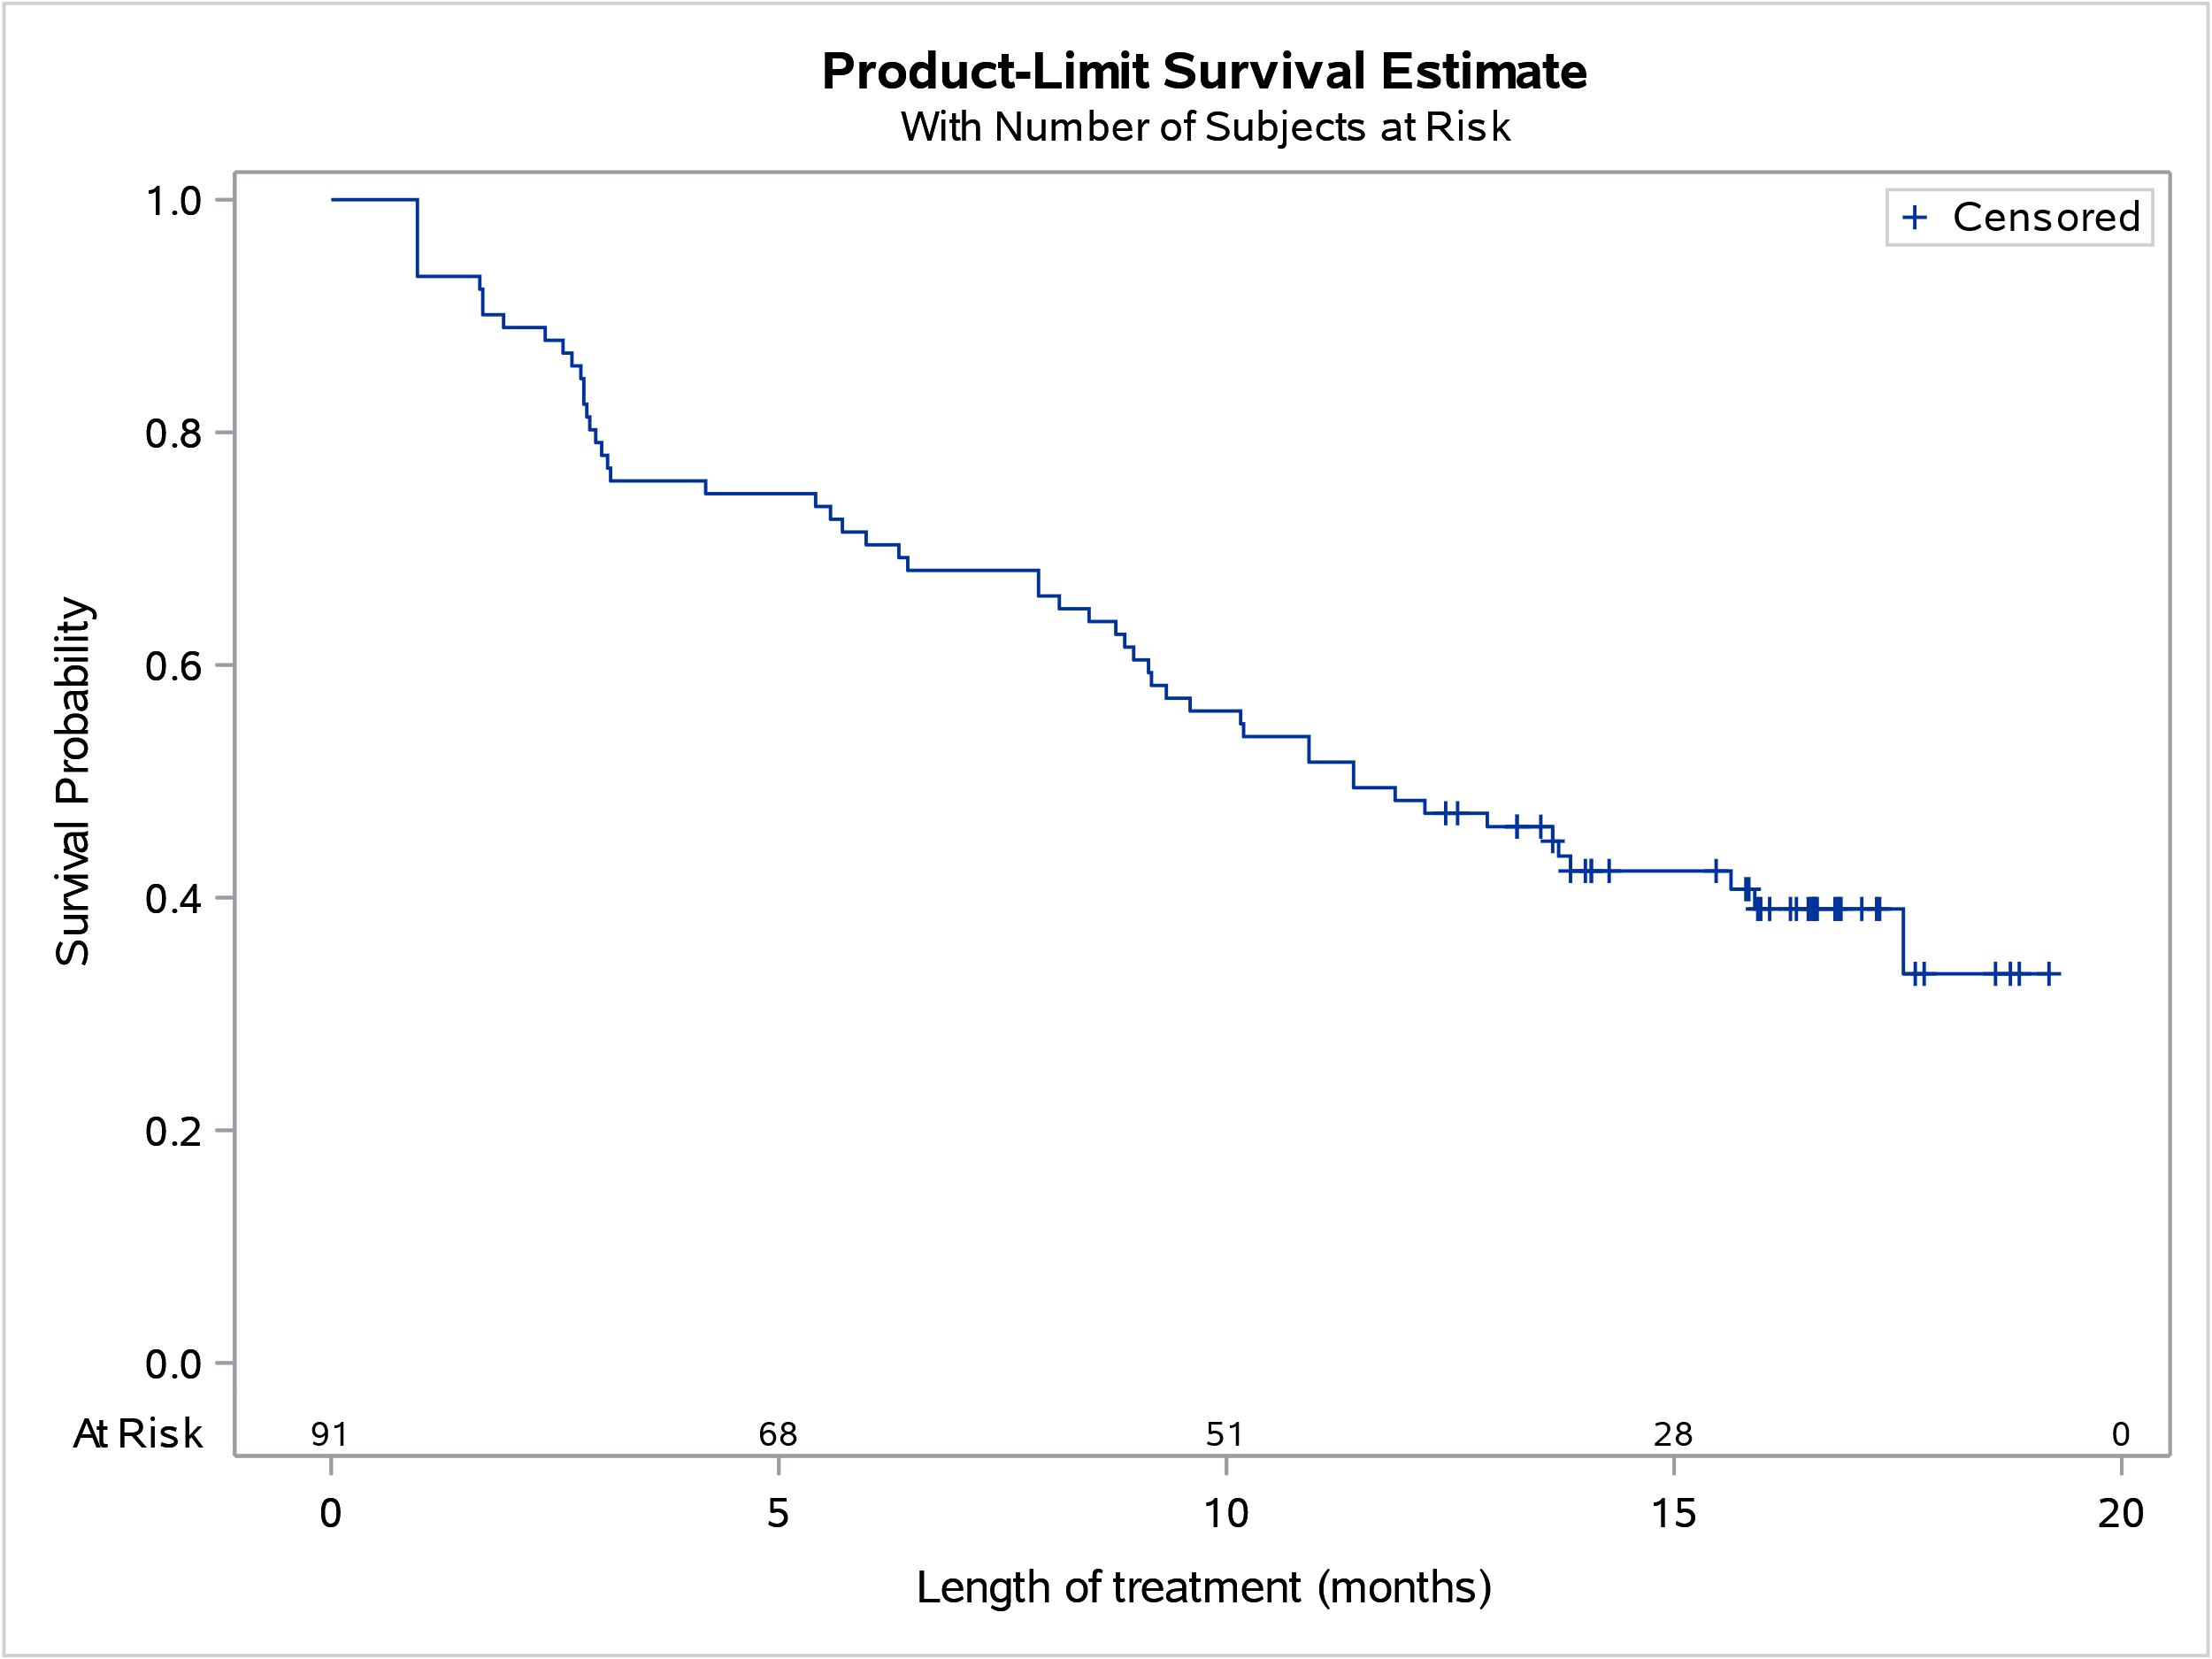 Product-Limit Survival Estimate
With Number of Subjects at Risk
+ Censored
Survival Probability
1.0
0.8
0.6
0.4
0.2
0.0
At Risk 91 68 51 28 0
0 5 10 15 20
Length of treatment (months)